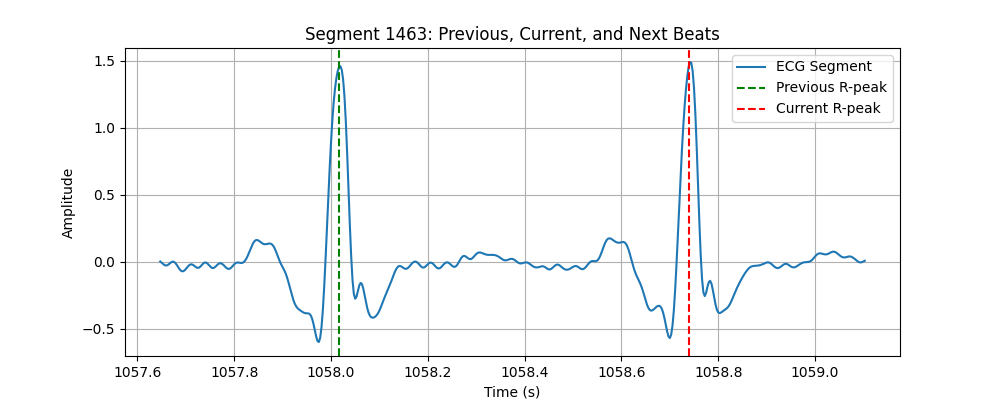 Segment 1463: Previous, Current, and Next Beats
1.5
1.0
0.5
0.0
−0.5
Amplitude
ECG Segment
Previous R-peak
Current R-peak
1057.6
1057.8
1058.0
1058.2
1058.4
1058.6
1058.8
1059.0
Time (s)